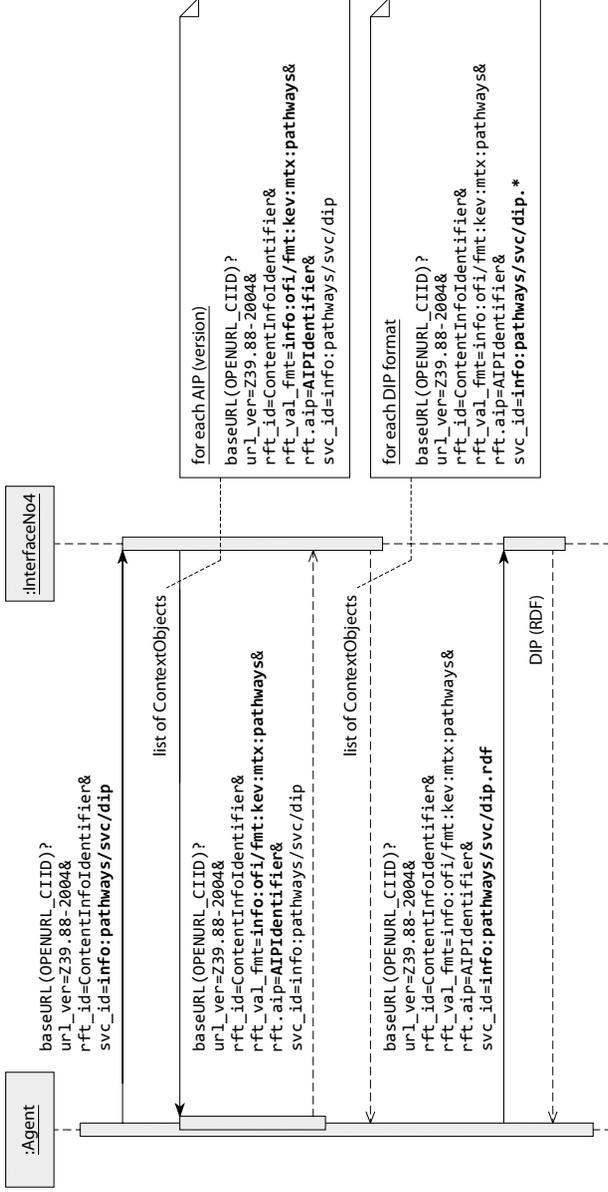 :Agent
:InterfaceNo4
baseURL(OPENURL_CIID)?
url_ver=Z39.88-2004&
rft_id=ContentInfoIdentifier&
svc_id=info:pathways/svc/dip
list of ContextObjects
for each AIP (version)
baseURL(OPENURL_CIID)?
url_ver=Z39.88-2004&
rft_id=ContentInfoIdentifier&
rft_val_fmt=info:ofi/fmt:kev:mtx:pathways&
rft.aip=AIPIdentifier&
svc_id=info:pathways/svc/dip
baseURL(OPENURL_CIID)?
url_ver=Z39.88-2004&
rft_id=ContentInfoIdentifier&
rft_val_fmt=info:ofi/fmt:kev:mtx:pathways&
rft.aip=AIPIdentifier&
svc_id=info:pathways/svc/dip
list of ContextObjects
for each DIP format
baseURL(OPENURL_CIID)?
url_ver=Z39.88-2004&
rft_id=ContentInfoIdentifier&
rft_val_fmt=info:ofi/fmt:kev:mtx:pathways&
rft.aip=AIPIdentifier&
svc_id=info:pathways/svc/dip.*
baseURL(OPENURL_CIID)?
url_ver=Z39.88-2004&
rft_id=ContentInfoIdentifier&
rft_val_fmt=info:ofi/fmt:kev:mtx:pathways&
rft.aip=AIPIdentifier&
svc_id=info:pathways/svc/dip.rdf
DIP (RDF)